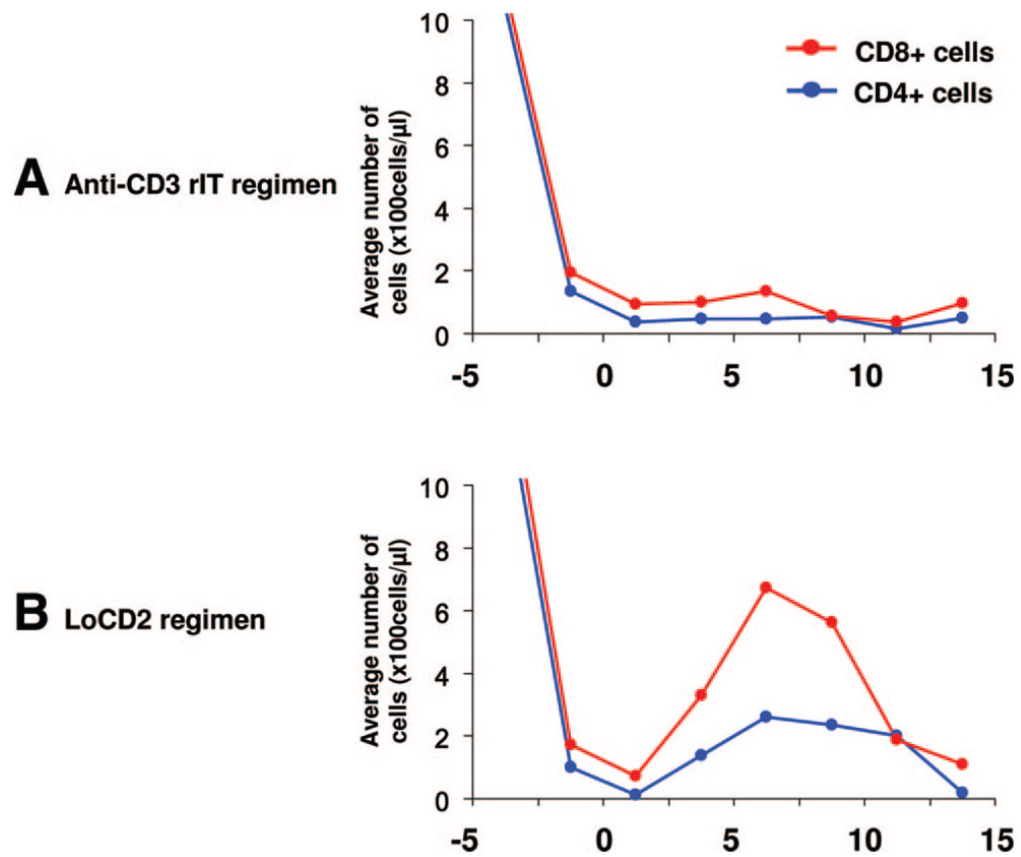 A Anti-CD3 rIT regimen
Average number of
cells (x100cells/µl)
10
8
6
4
2
0
-5 0 5 10 15
CD8+ cells
CD4+ cells
B LoCD2 regimen
Average number of
cells (x100cells/µl)
10
8
6
4
2
0
-5 0 5 10 15